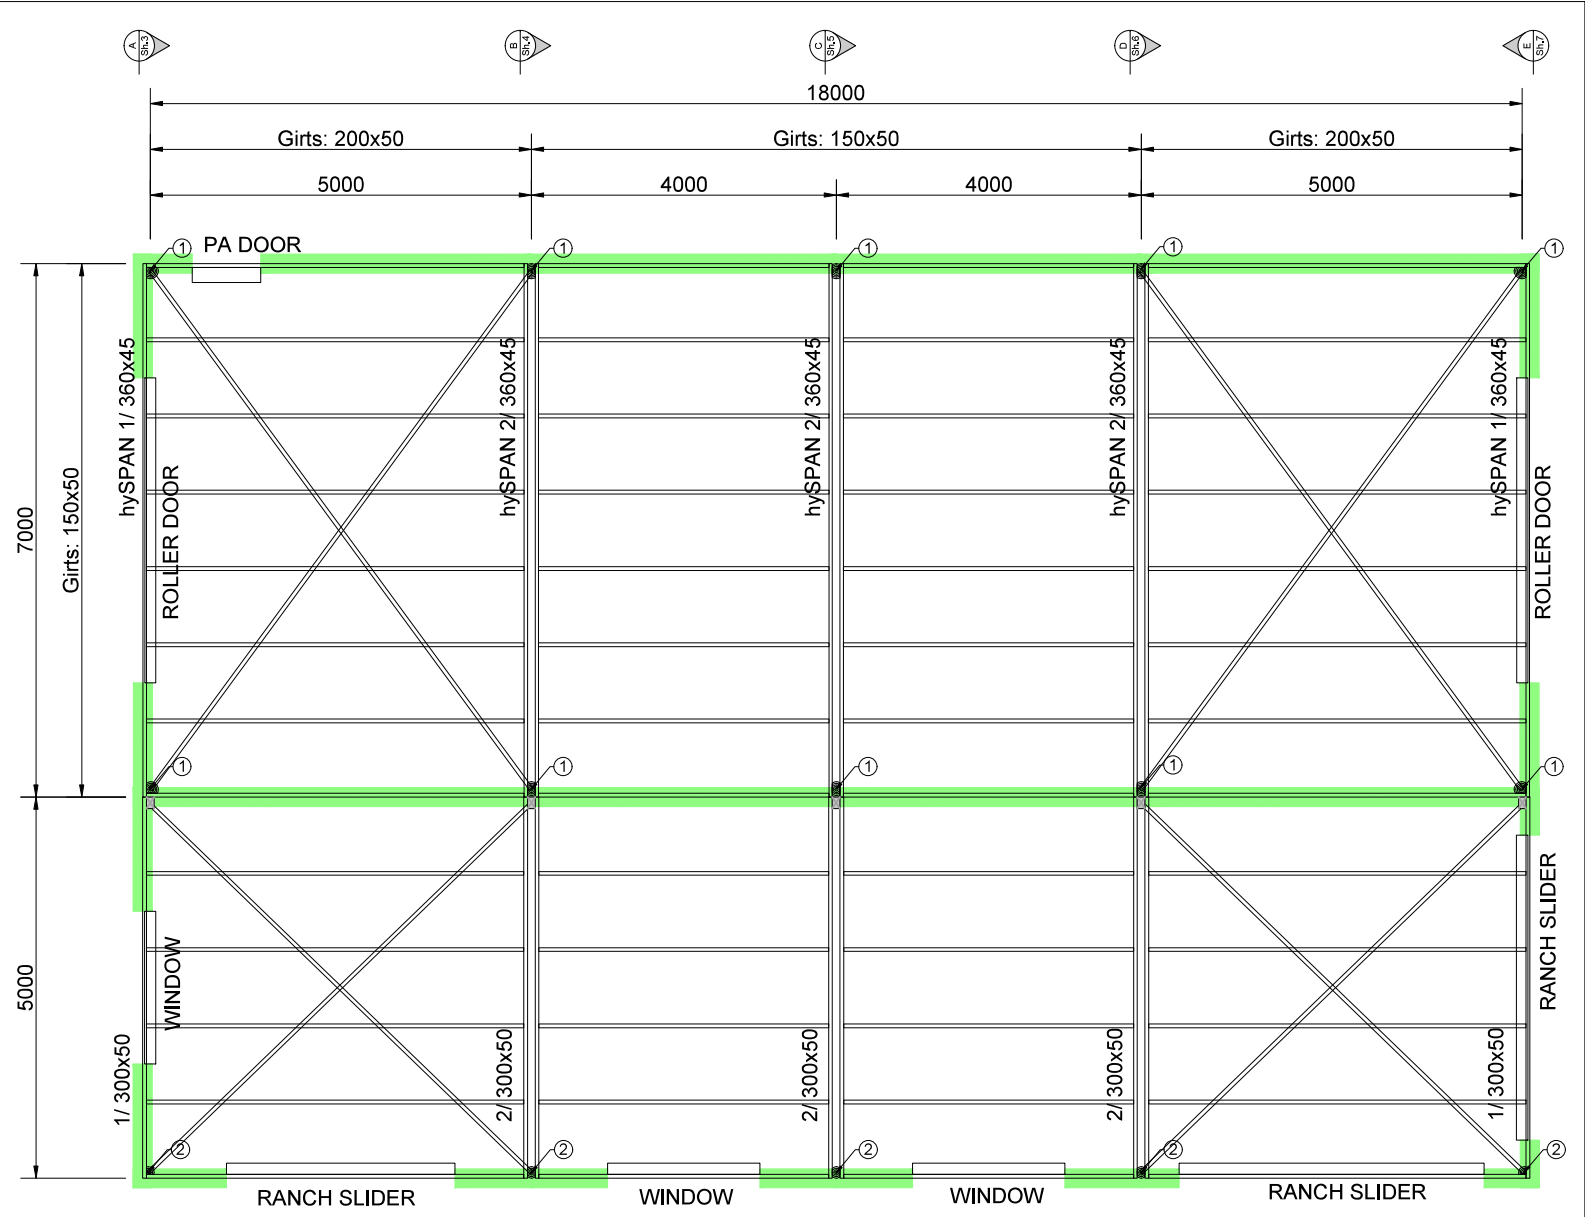 A
Sh.3
B
Sh.4
C
Sh.5
D
Sh.6
E
Sh.7
18000
Girts: 200x50
Girts: 150x50
Girts: 200x50
5000
4000
4000
5000
1
PA DOOR
1
1
1
1
7000
Girts: 150x50
hySPAN 1/ 360x45
ROLLER DOOR
hySPAN 2/ 360x45
hySPAN 2/ 360x45
hySPAN 2/ 360x45
hySPAN 1/ 360x45
ROLLER DOOR
1
1
1
1
1
5000
1/ 300x50
WINDOW
2/ 300x50
2/ 300x50
2/ 300x50
1/ 300x50
RANCH SLIDER
2
2
2
2
2
RANCH SLIDER
WINDOW
WINDOW
RANCH SLIDER